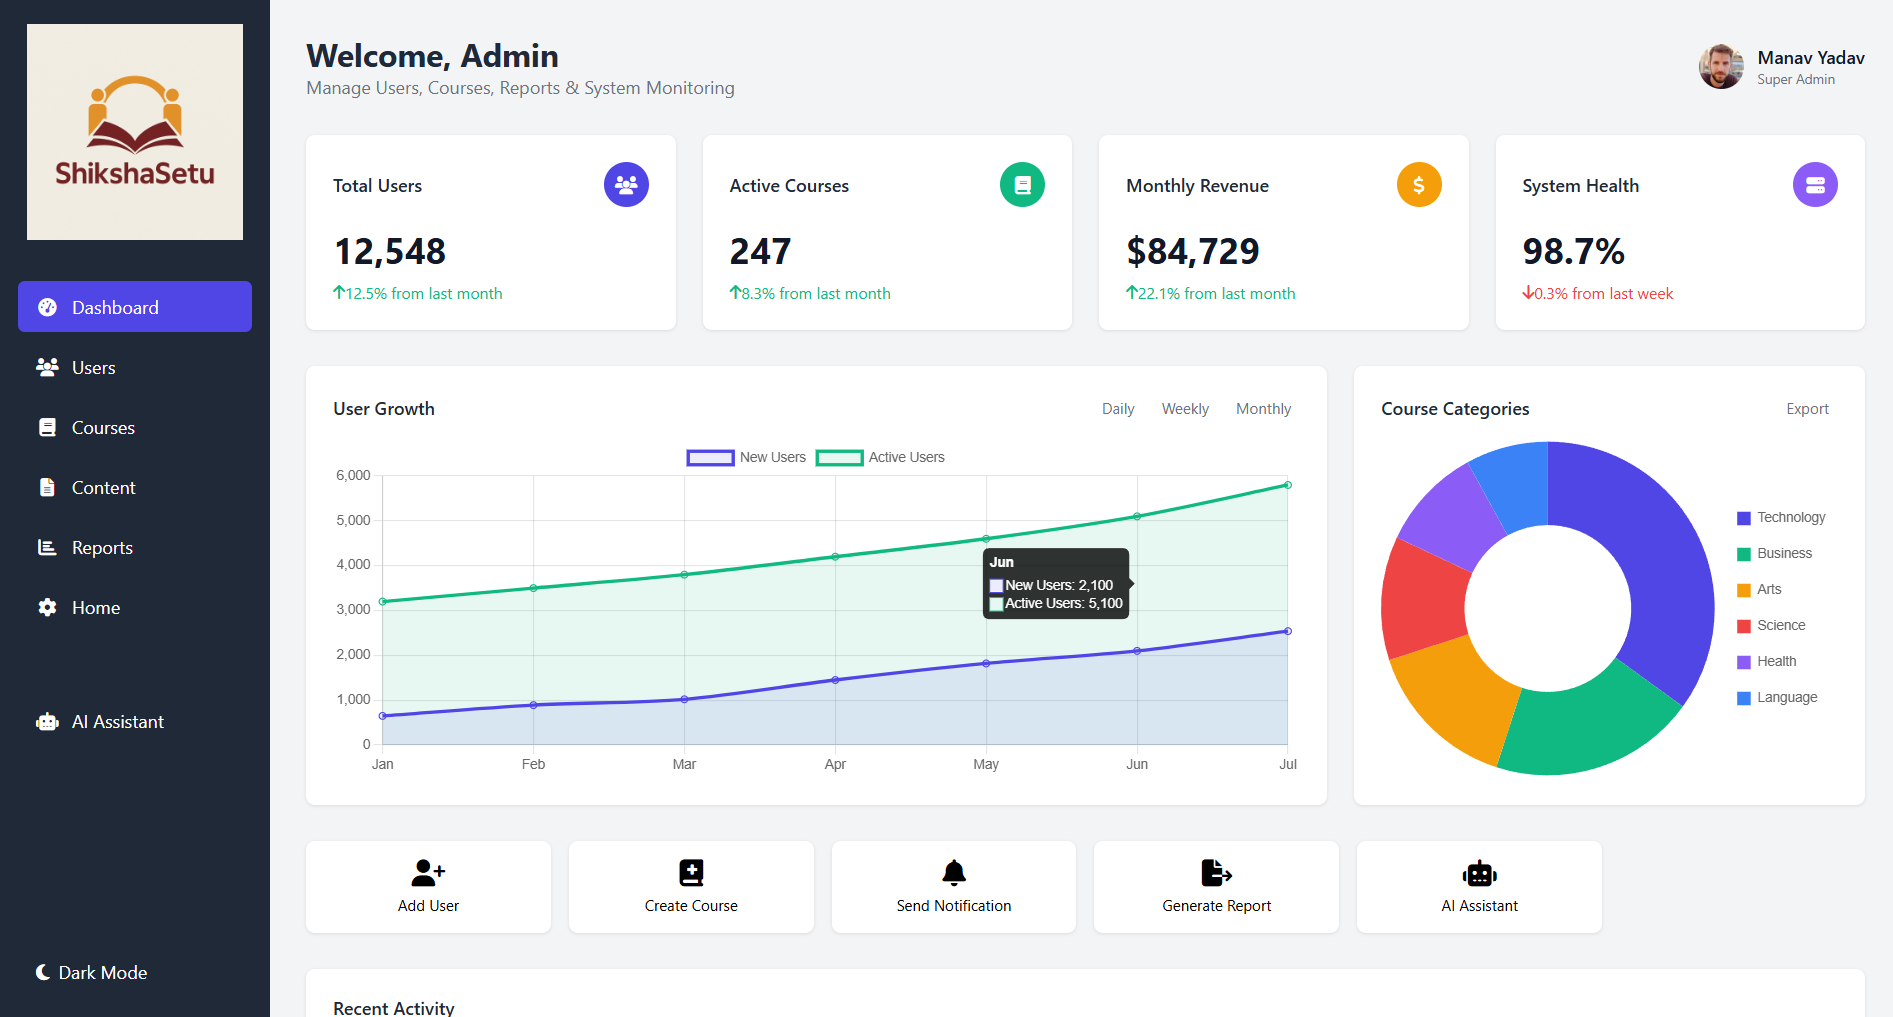 ShikshaSetu
Dashboard
Users
Courses
Content
Reports
Home
AI Assistant
Dark Mode
Welcome, Admin
Manage Users, Courses, Reports & System Monitoring
Manav Yadav
Super Admin
Total Users
12,548
12.5% from last month
Active Courses
247
8.3% from last month
Monthly Revenue
$
$84,729
22.1% from last month
System Health
98.7%
0.3% from last week
User Growth
Daily Weekly Monthly
New Users Active Users
6,000
5,000
4,000
3,000
2,000
1,000
0
Jan Feb Mar Apr May Jun Jul
Jun
New Users: 2,100
Active Users: 5,100
Course Categories
Export
Technology
Business
Arts
Science
Health
Language
Add User
Create Course
Send Notification
Generate Report
AI Assistant
Recent Activity